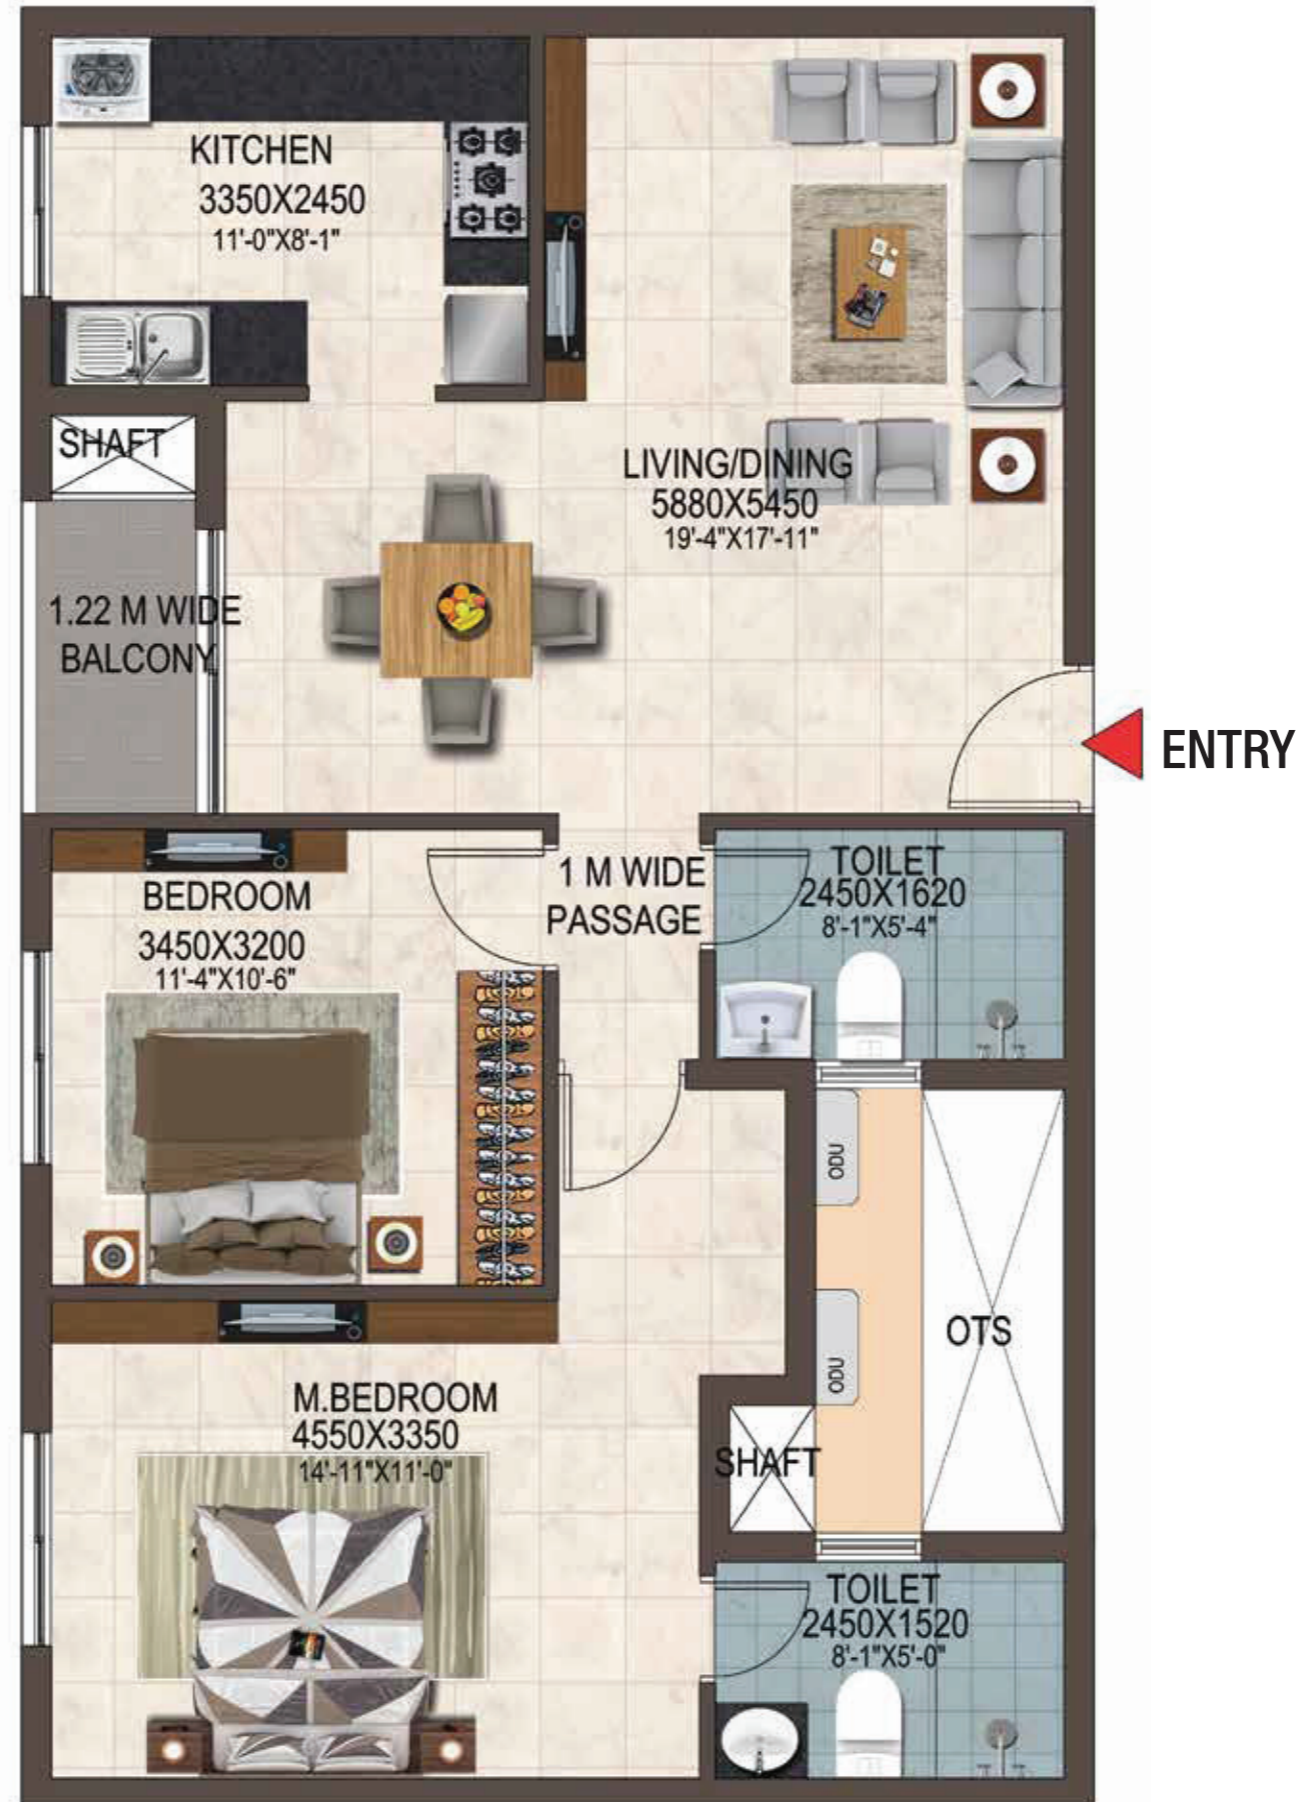 KITCHEN
3350X2450
11'-0"X8'-1"
SHAFT
LIVING/DINING
5880X5450
19'-4"X17'-11"
1.22 M WIDE
BALCONY
ENTRY
BEDROOM
3450X3200
11'-4"X10'-6"
1 M WIDE
PASSAGE
TOILET
2450X1620
8'-1"X5'-4"
ODU
ODU
OTS
SHAFT
M.BEDROOM
4550X3350
14'-11"X11'-0"
TOILET
2450X1520
8'-1"X5'-0"